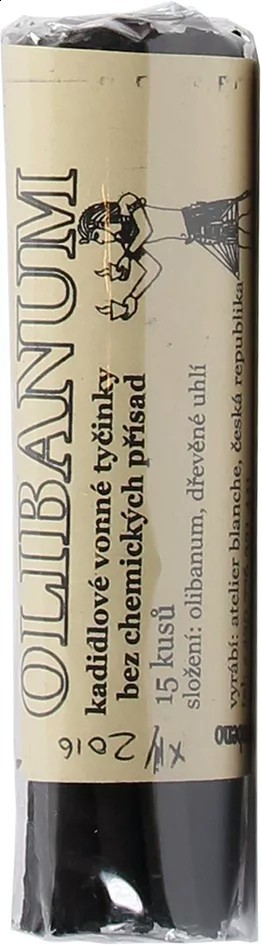 OLIBANUM
kadidlové vonné tyčinky
bez chemických přísad
15 kusů
složení: olibanum, dřevěné uhlí
vyrábí: atelier blanche, česká republika
2016